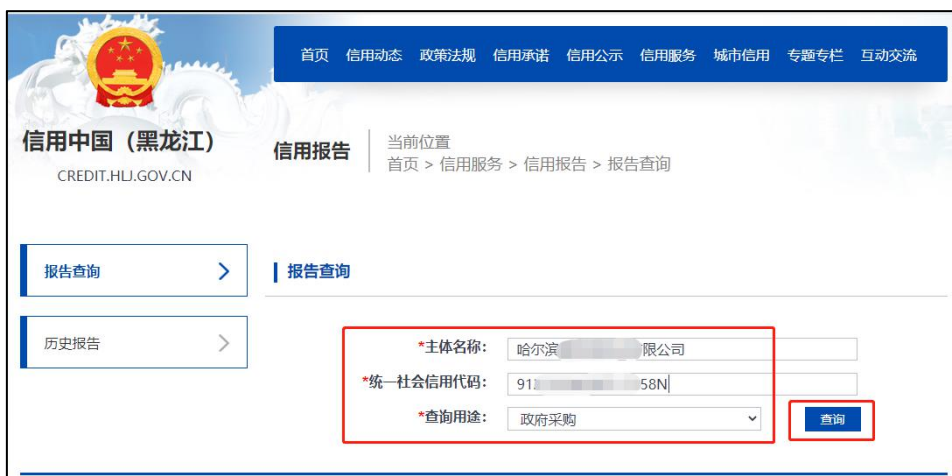 首页 信用动态 政策法规 信用承诺 信用公示 信用服务 城市信用 专题专栏 互动交流
信用中国（黑龙江）
CREDIT.HLJ.GOV.CN
信用报告
当前位置
首页 > 信用服务 > 信用报告 > 报告查询
报告查询
历史报告
报告查询
*主体名称： 哈尔滨 限公司
*统一社会信用代码： 91 58N
*查询用途： 政府采购
查询